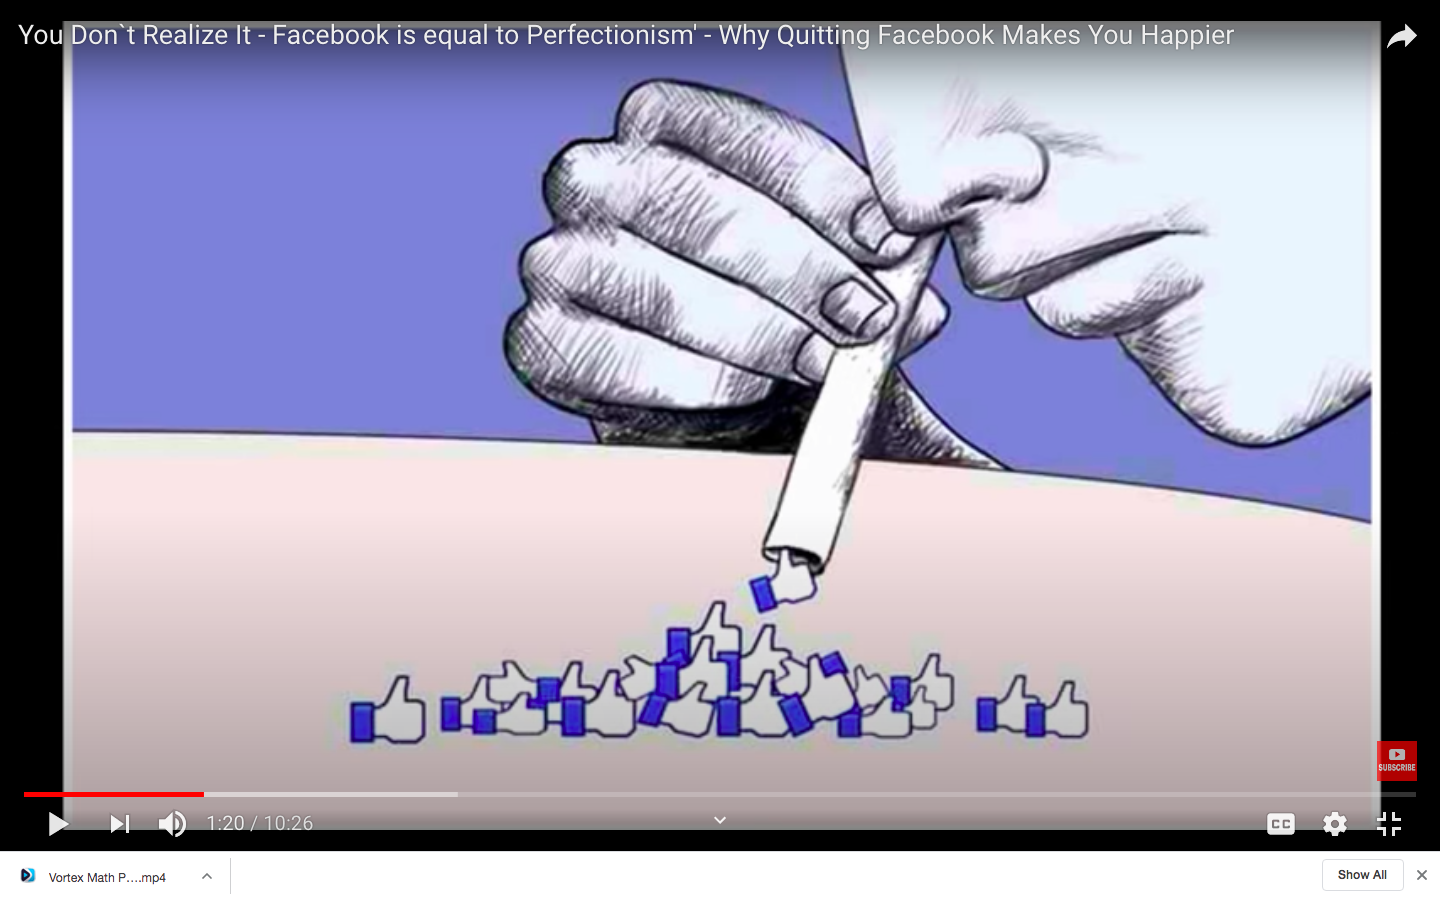 You Don`t Realize It - Facebook is equal to Perfectionism' - Why Quitting Facebook Makes You Happier
SUBSCRIBE
1:20 / 10:26
CC
Vortex Math P....mp4
Show All